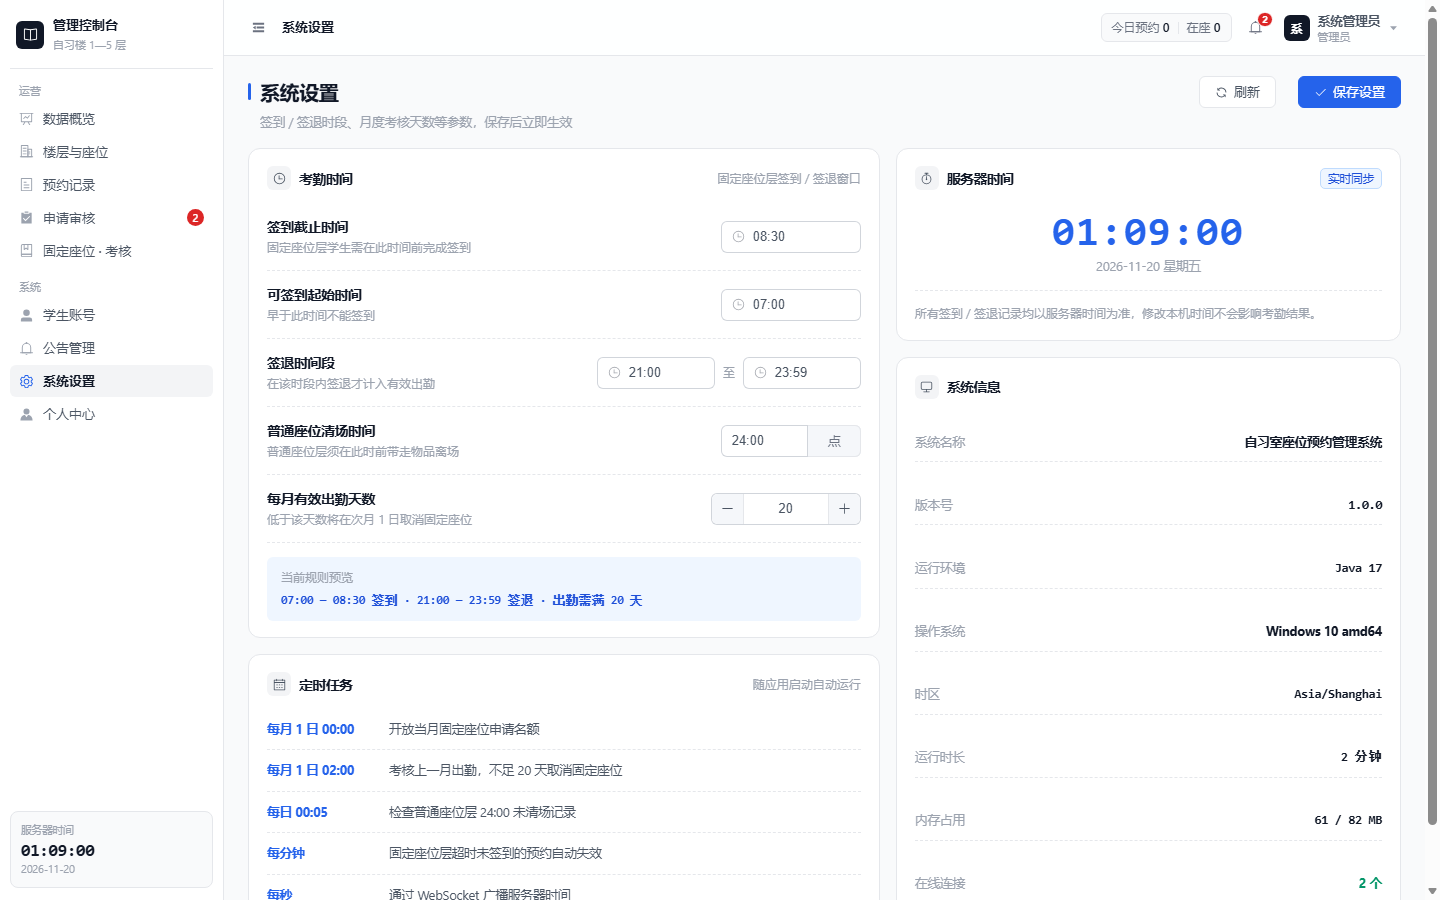 管理控制台
自习楼 1—5 层
运营
数据概览
楼层与座位
预约记录
申请审核
2
固定座位 · 考核
系统
学生账号
公告管理
系统设置
个人中心
服务器时间
01:09:00
2026-11-20
系统设置
今日预约 0
在座 0
2
系
系统管理员
管理员
系统设置
签到 / 签退时段、月度考核天数等参数，保存后立即生效
刷新
保存设置
考勤时间
固定座位层签到 / 签退窗口
签到截止时间
固定座位层学生需在此时间前完成签到
08:30
可签到起始时间
早于此时间不能签到
07:00
签退时间段
在该时段内签退才计入有效出勤
21:00
至
23:59
普通座位清场时间
普通座位层须在此时前带走物品离场
24:00
点
每月有效出勤天数
低于该天数将在次月 1 日取消固定座位
20
当前规则预览
07:00 — 08:30 签到 · 21:00 — 23:59 签退 · 出勤需满 20 天
定时任务
随应用启动自动运行
每月 1 日 00:00
开放当月固定座位申请名额
每月 1 日 02:00
考核上一月出勤，不足 20 天取消固定座位
每日 00:05
检查普通座位层 24:00 未清场记录
每分钟
固定座位层超时未签到的预约自动失效
每秒
通过 WebSocket 广播服务器时间
服务器时间
实时同步
01:09:00
2026-11-20 星期五
所有签到 / 签退记录均以服务器时间为准，修改本机时间不会影响考勤结果。
系统信息
系统名称
自习室座位预约管理系统
版本号
1.0.0
运行环境
Java 17
操作系统
Windows 10 amd64
时区
Asia/Shanghai
运行时长
2 分钟
内存占用
61 / 82 MB
在线连接
2 个